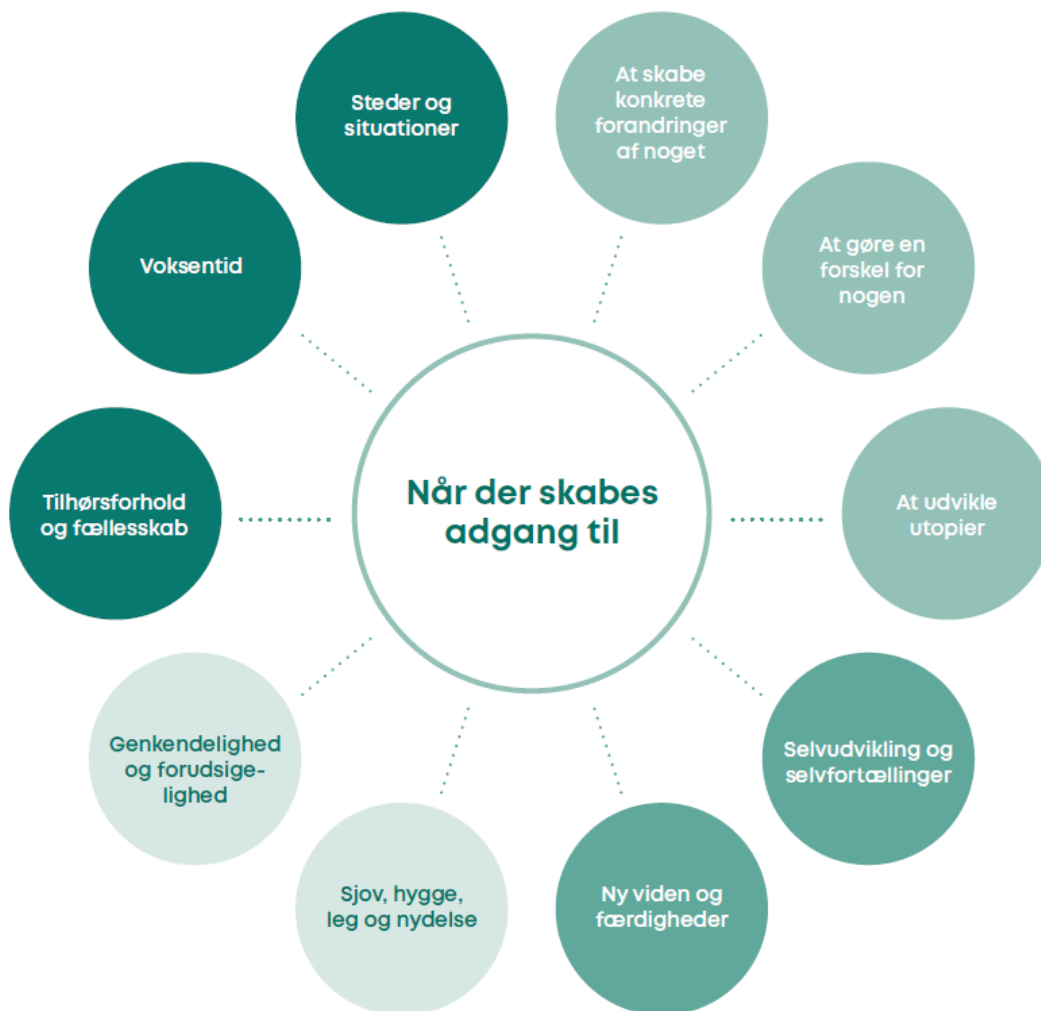 Steder og
situationer
At skabe
konkrete
forandringer
af noget
Voksentid
At gøre en
forskel for
nogen
Når der skabes
adgang til
Tilhørsforhold
og fællesskab
At udvikle
utopier
Genkendelighed
og forudsige-
lighed
Selvudvikling og
selvfortællinger
Sjov, hygge,
leg og nydelse
Ny viden og
færdigheder